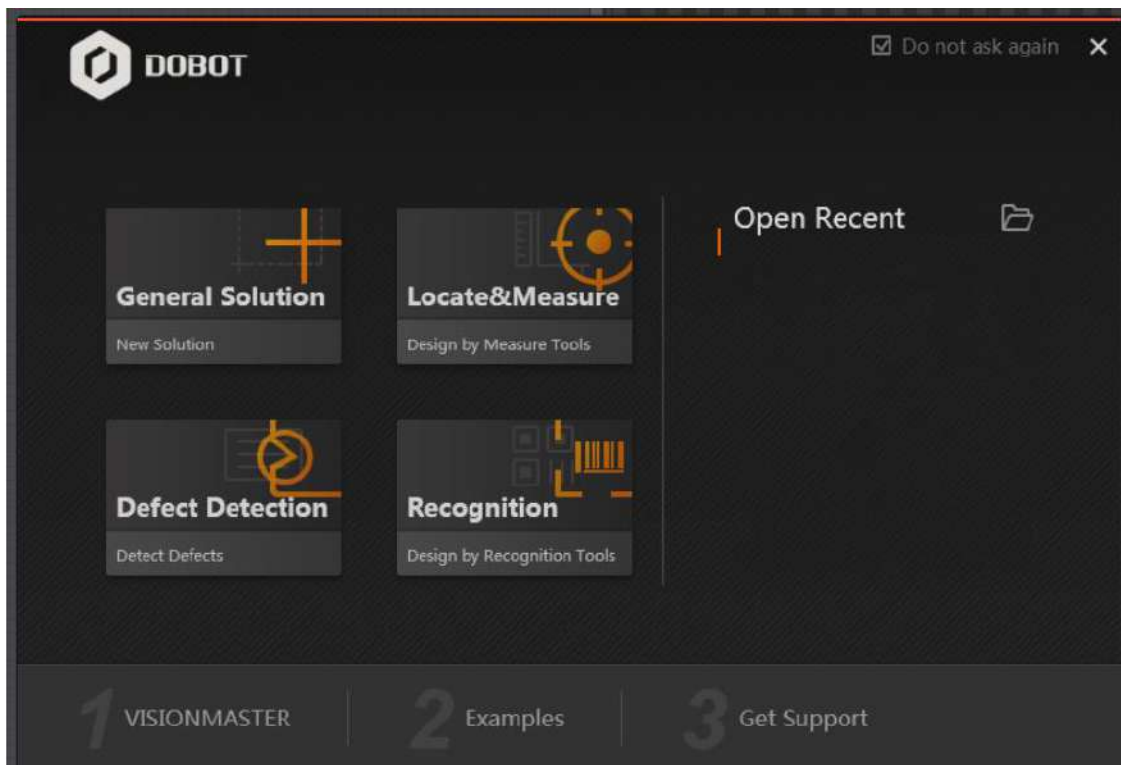 DOBOT
Do not ask again
General Solution
New Solution
Locate&Measure
Design by Measure Tools
Open Recent
Defect Detection
Detect Defects
Recognition
Design by Recognition Tools
1 VISIONMASTER
2 Examples
3 Get Support